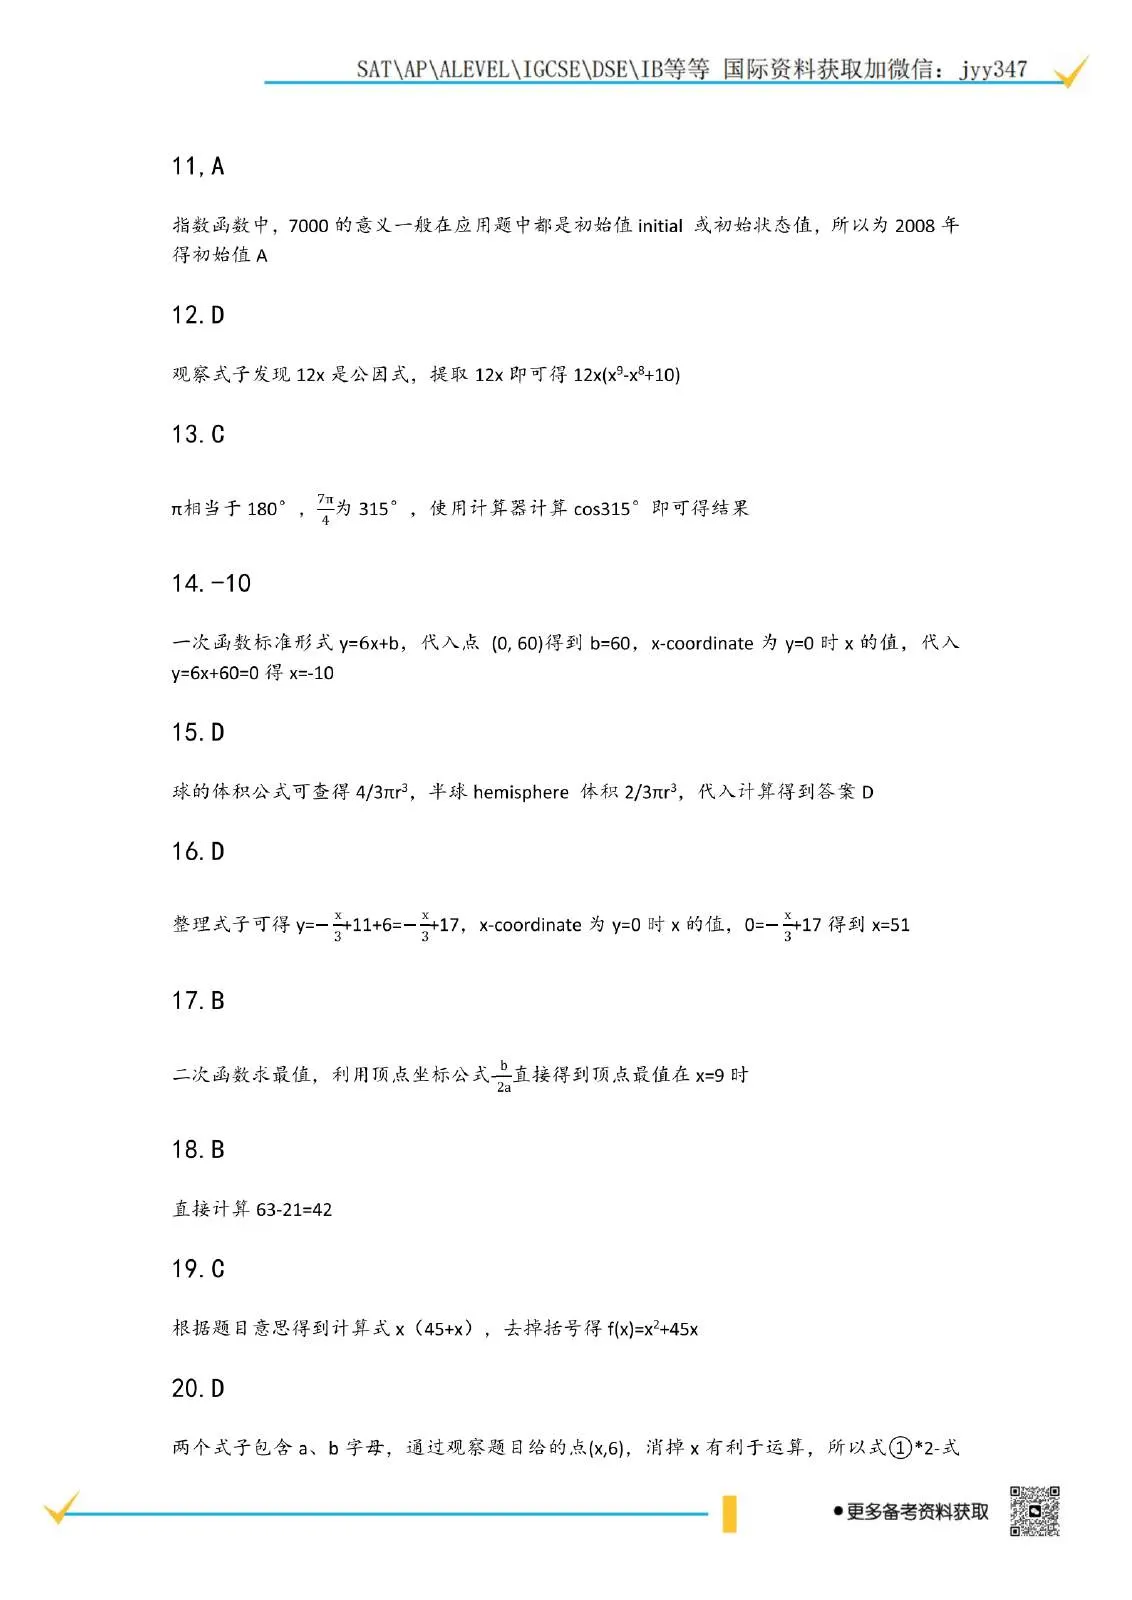 SAT\AP\ALEVEL\IGCSE\DSE\IB等等 国际资料获取加微信：jyy347
11,A
指数函数中，7000 的意义一般在应用题中都是初始值 initial 或初始状态值，所以为 2008 年
得初始值 A
12.D
观察式子发现 12x 是公因式，提取 12x 即可得 12x(x⁹-x⁸+10)
13.C
π相当于 180°，7π/4为 315°，使用计算器计算 cos315°即可得结果
14.-10
一次函数标准形式 y=6x+b，代入点 (0, 60)得到 b=60，x-coordinate 为 y=0 时 x 的值，代入
y=6x+60=0 得 x=-10
15.D
球的体积公式可查得 4/3πr³，半球 hemisphere 体积 2/3πr³，代入计算得到答案 D
16.D
整理式子可得 y=−x/3+11+6=−x/3+17，x-coordinate 为 y=0 时 x 的值，0=−x/3+17 得到 x=51
17.B
二次函数求最值，利用顶点坐标公式-b/2a直接得到顶点最值在 x=9 时
18.B
直接计算 63-21=42
19.C
根据题目意思得到计算式 x（45+x），去掉括号得 f(x)=x²+45x
20.D
两个式子包含 a、b 字母，通过观察题目给的点(x,6)，消掉 x 有利于运算，所以式①*2-式
●更多备考资料获取